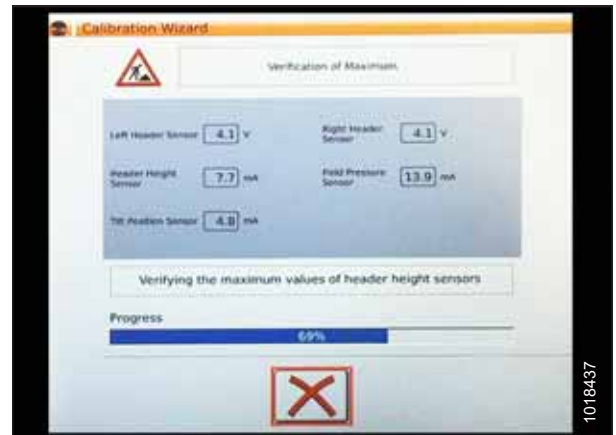 Calibration Wizard
Verification of Maximum.
Left Header Sensor 4.1 V
Right Header
Sensor 4.1 V
Header Height
Sensor 7.7 mA
Field Pressure
Sensor 13.9 mA
Tilt Position Sensor 4.8 mA
Verifying the maximum values of header height sensors
Progress
69%
1018437